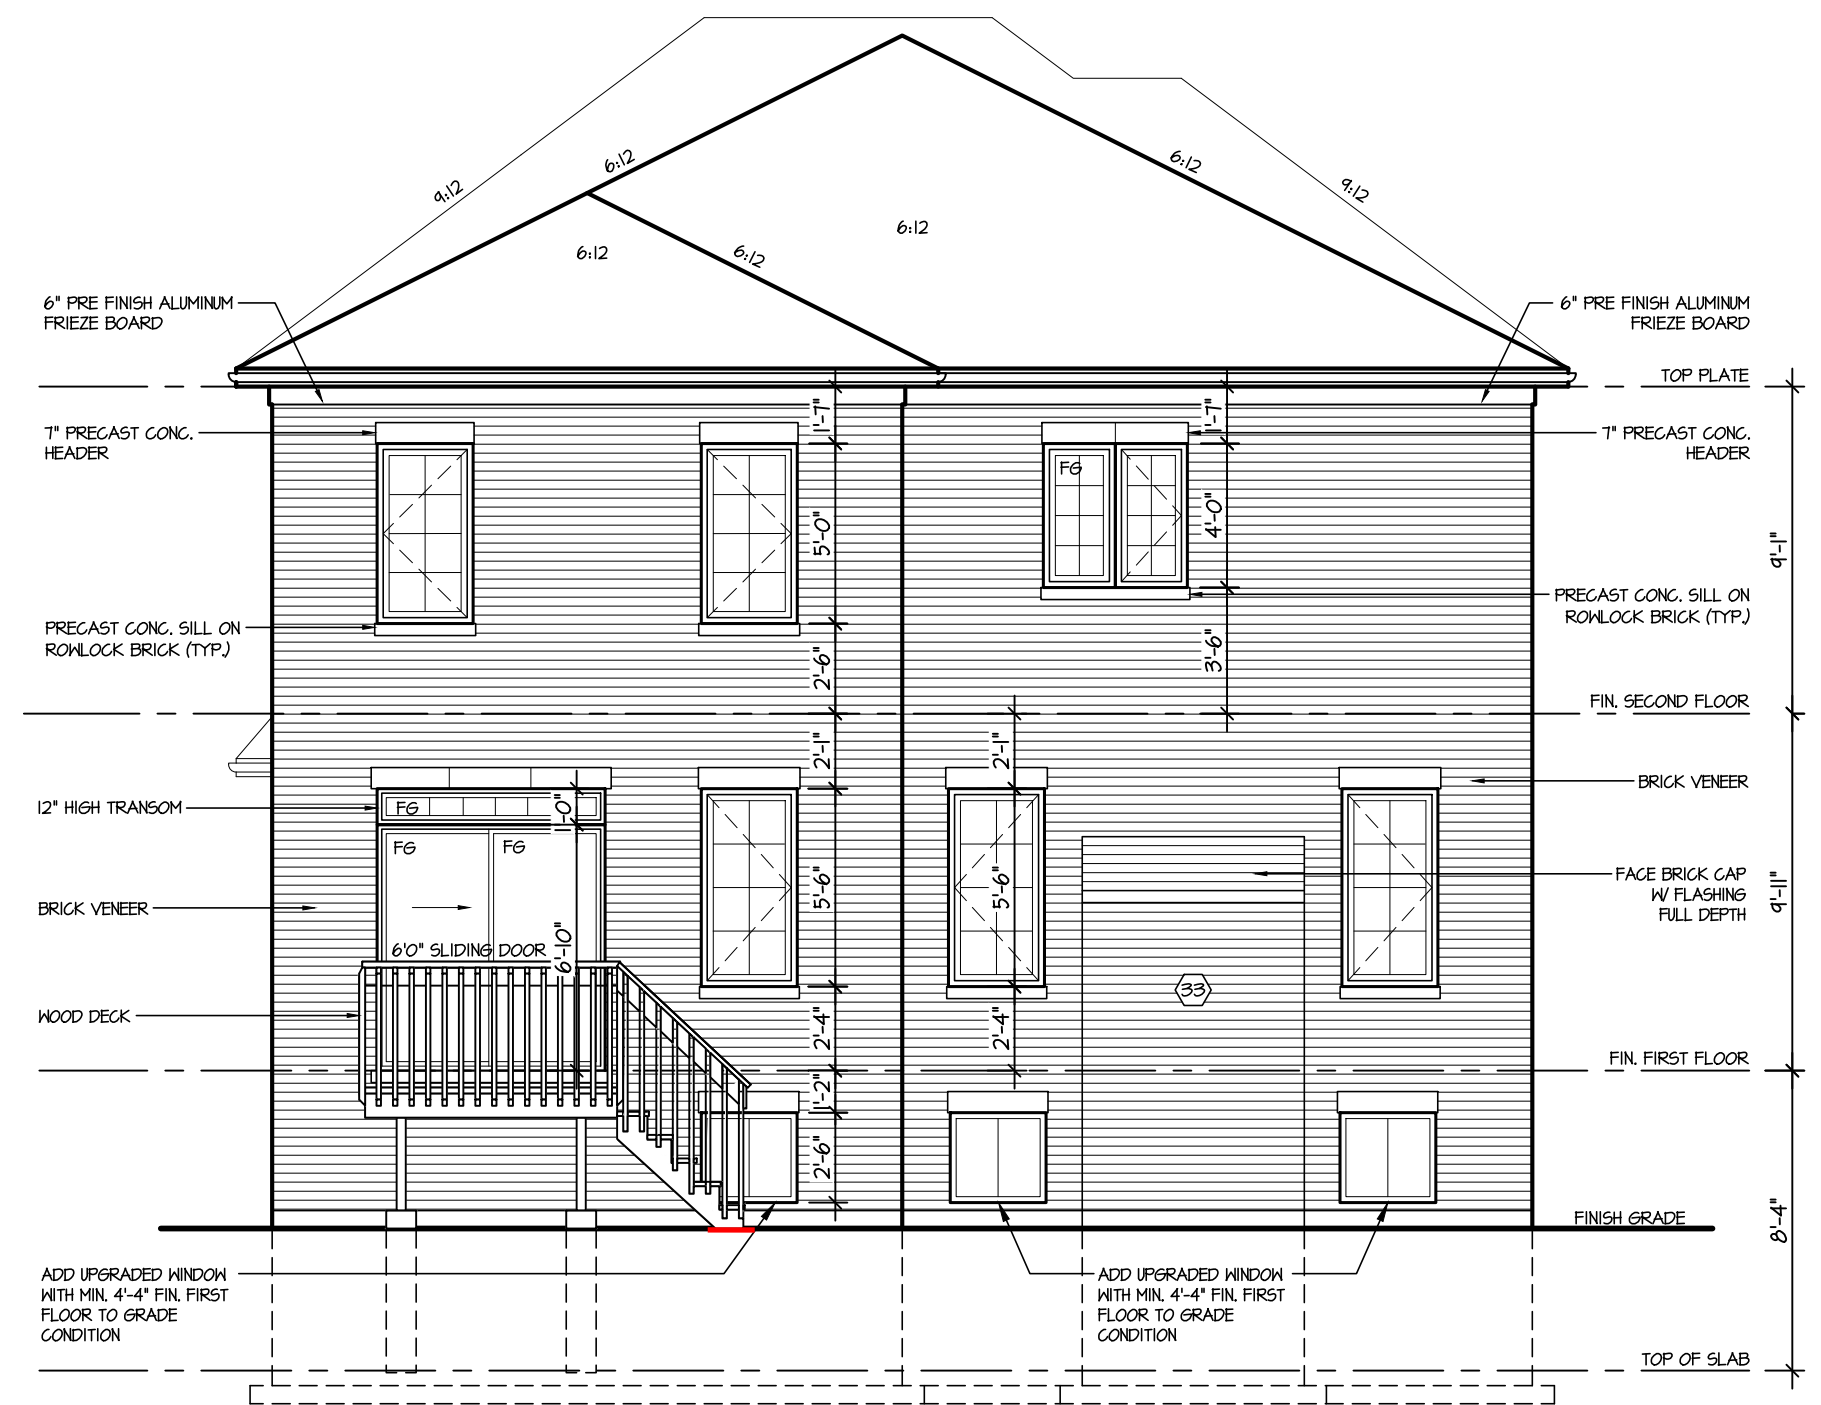 9:12
6:12
6:12
9:12
6:12
6:12
6:12
6" PRE FINISH ALUMINUM
FRIEZE BOARD
6" PRE FINISH ALUMINUM
FRIEZE BOARD
TOP PLATE
7" PRECAST CONC.
HEADER
1'-7"
1'-7"
7" PRECAST CONC.
HEADER
FG
5'-0"
4'-0"
9'-1"
PRECAST CONC. SILL ON
ROWLOCK BRICK (TYP.)
PRECAST CONC. SILL ON
ROWLOCK BRICK (TYP.)
2'-6"
3'-6"
FIN. SECOND FLOOR
2'-1"
2'-1"
BRICK VENEER
12" HIGH TRANSOM
FG
1'-0"
FG
FG
5'-6"
5'-6"
FACE BRICK CAP
W/ FLASHING
FULL DEPTH
9'-11"
BRICK VENEER
6'0" SLIDING DOOR
6'-10"
33
WOOD DECK
2'-4"
2'-4"
FIN. FIRST FLOOR
1'-2"
2'-6"
8'-4"
FINISH GRADE
ADD UPGRADED WINDOW
WITH MIN. 4'-4" FIN. FIRST
FLOOR TO GRADE
CONDITION
ADD UPGRADED WINDOW
WITH MIN. 4'-4" FIN. FIRST
FLOOR TO GRADE
CONDITION
TOP OF SLAB